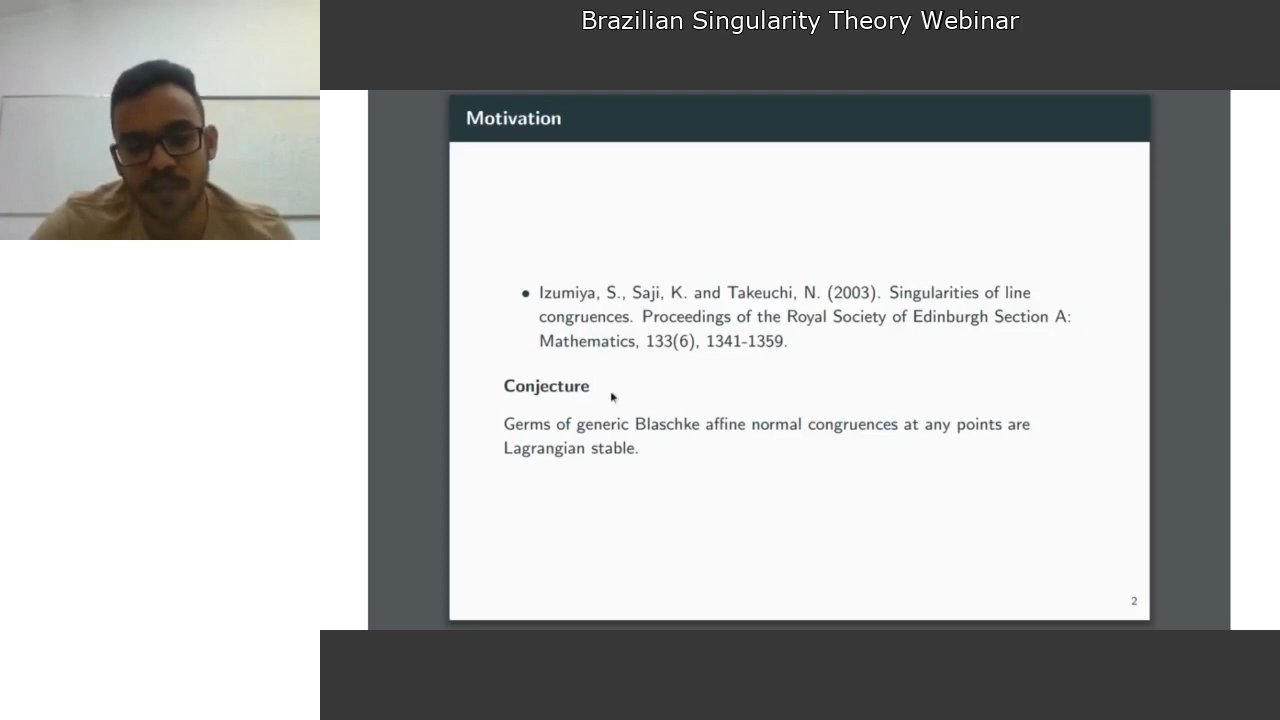 Brazilian Singularity Theory Webinar
Motivation
• Izumiya, S., Saji, K. and Takeuchi, N. (2003). Singularities of line
congruences. Proceedings of the Royal Society of Edinburgh Section A:
Mathematics, 133(6), 1341-1359.
Conjecture
Germs of generic Blaschke affine normal congruences at any points are
Lagrangian stable.
2